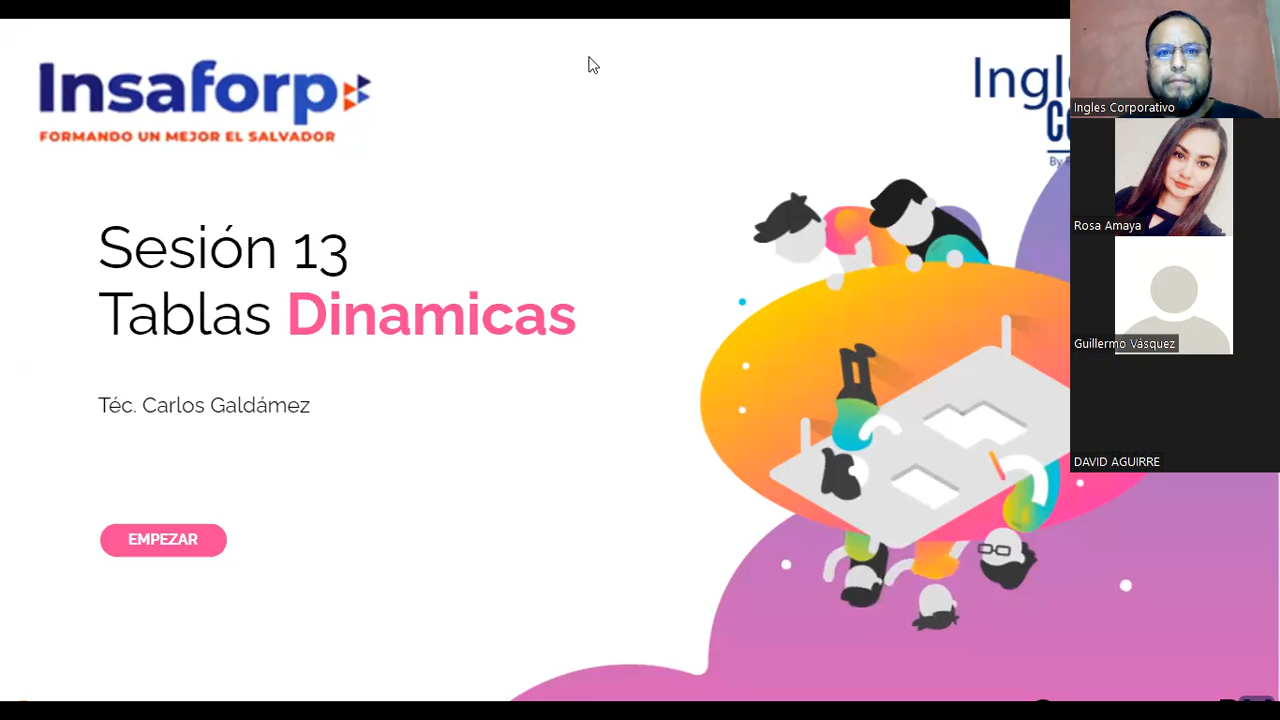 Insaforp
FORMANDO UN MEJOR EL SALVADOR
Sesión 13
Tablas Dinamicas
Téc. Carlos Galdámez
EMPEZAR
Ingles Corporativo
Rosa Amaya
Guillermo Vásquez
DAVID AGUIRRE